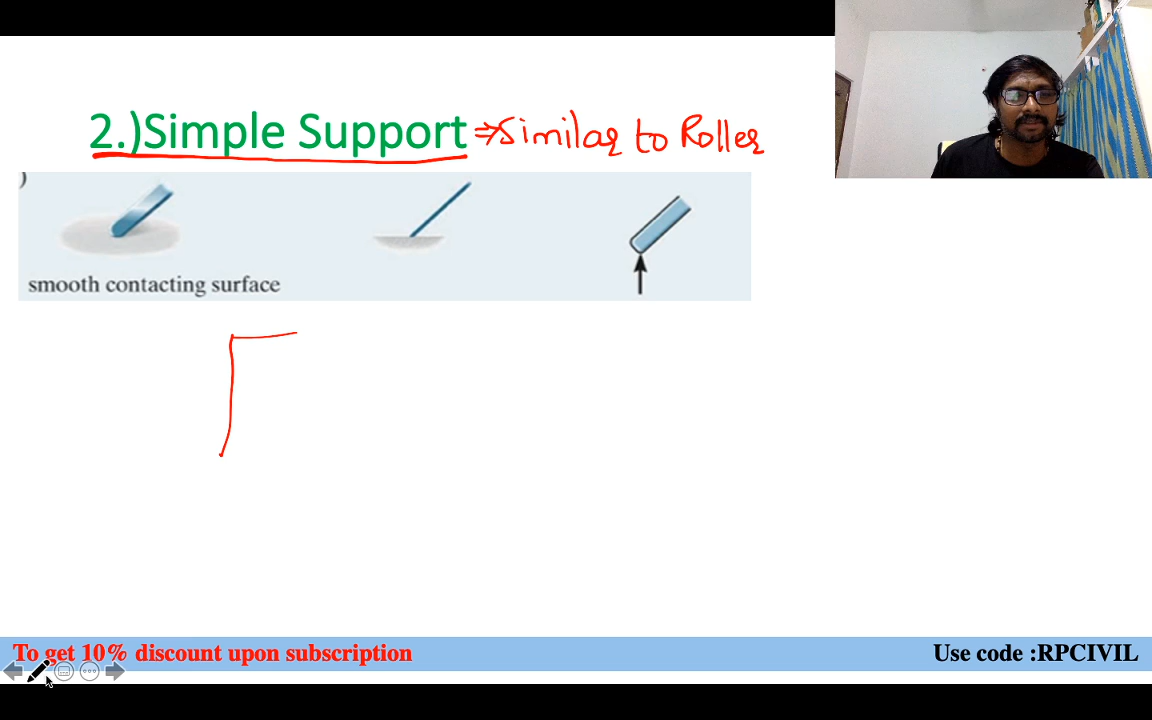 2.)Simple Support ⇒Similar to Roller
)
smooth contacting surface
To get 10% discount upon subscription
Use code :RPCIVIL